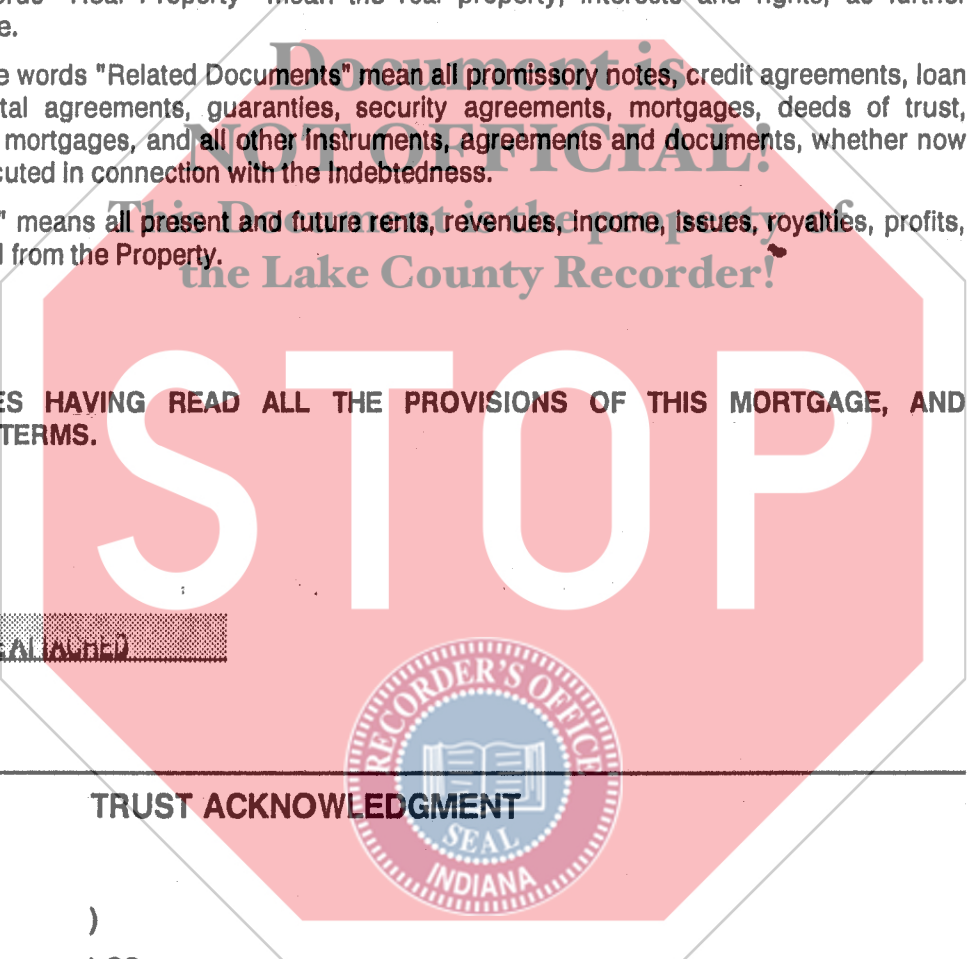 "Real Property" mean the real property, interests and rights, as further
e.
Document is
e words "Related Documents" mean all promissory notes, credit agreements, loan
tal agreements, guaranties, security agreements, mortgages, deeds of trust,
mortgages, and all other instruments, agreements and documents, whether now
NOT OFFICIAL!
cuted in connection with the Indebtedness.
" means all present and future rents, revenues, income, issues, royalties, profits,
This Document is the property of
d from the Property.
the Lake County Recorder!
ES HAVING READ ALL THE PROVISIONS OF THIS MORTGAGE, AND
TERMS.
STOP
RECORDER'S OFFICE
TRUST ACKNOWLEDGMENT
SEAL
INDIANA
)